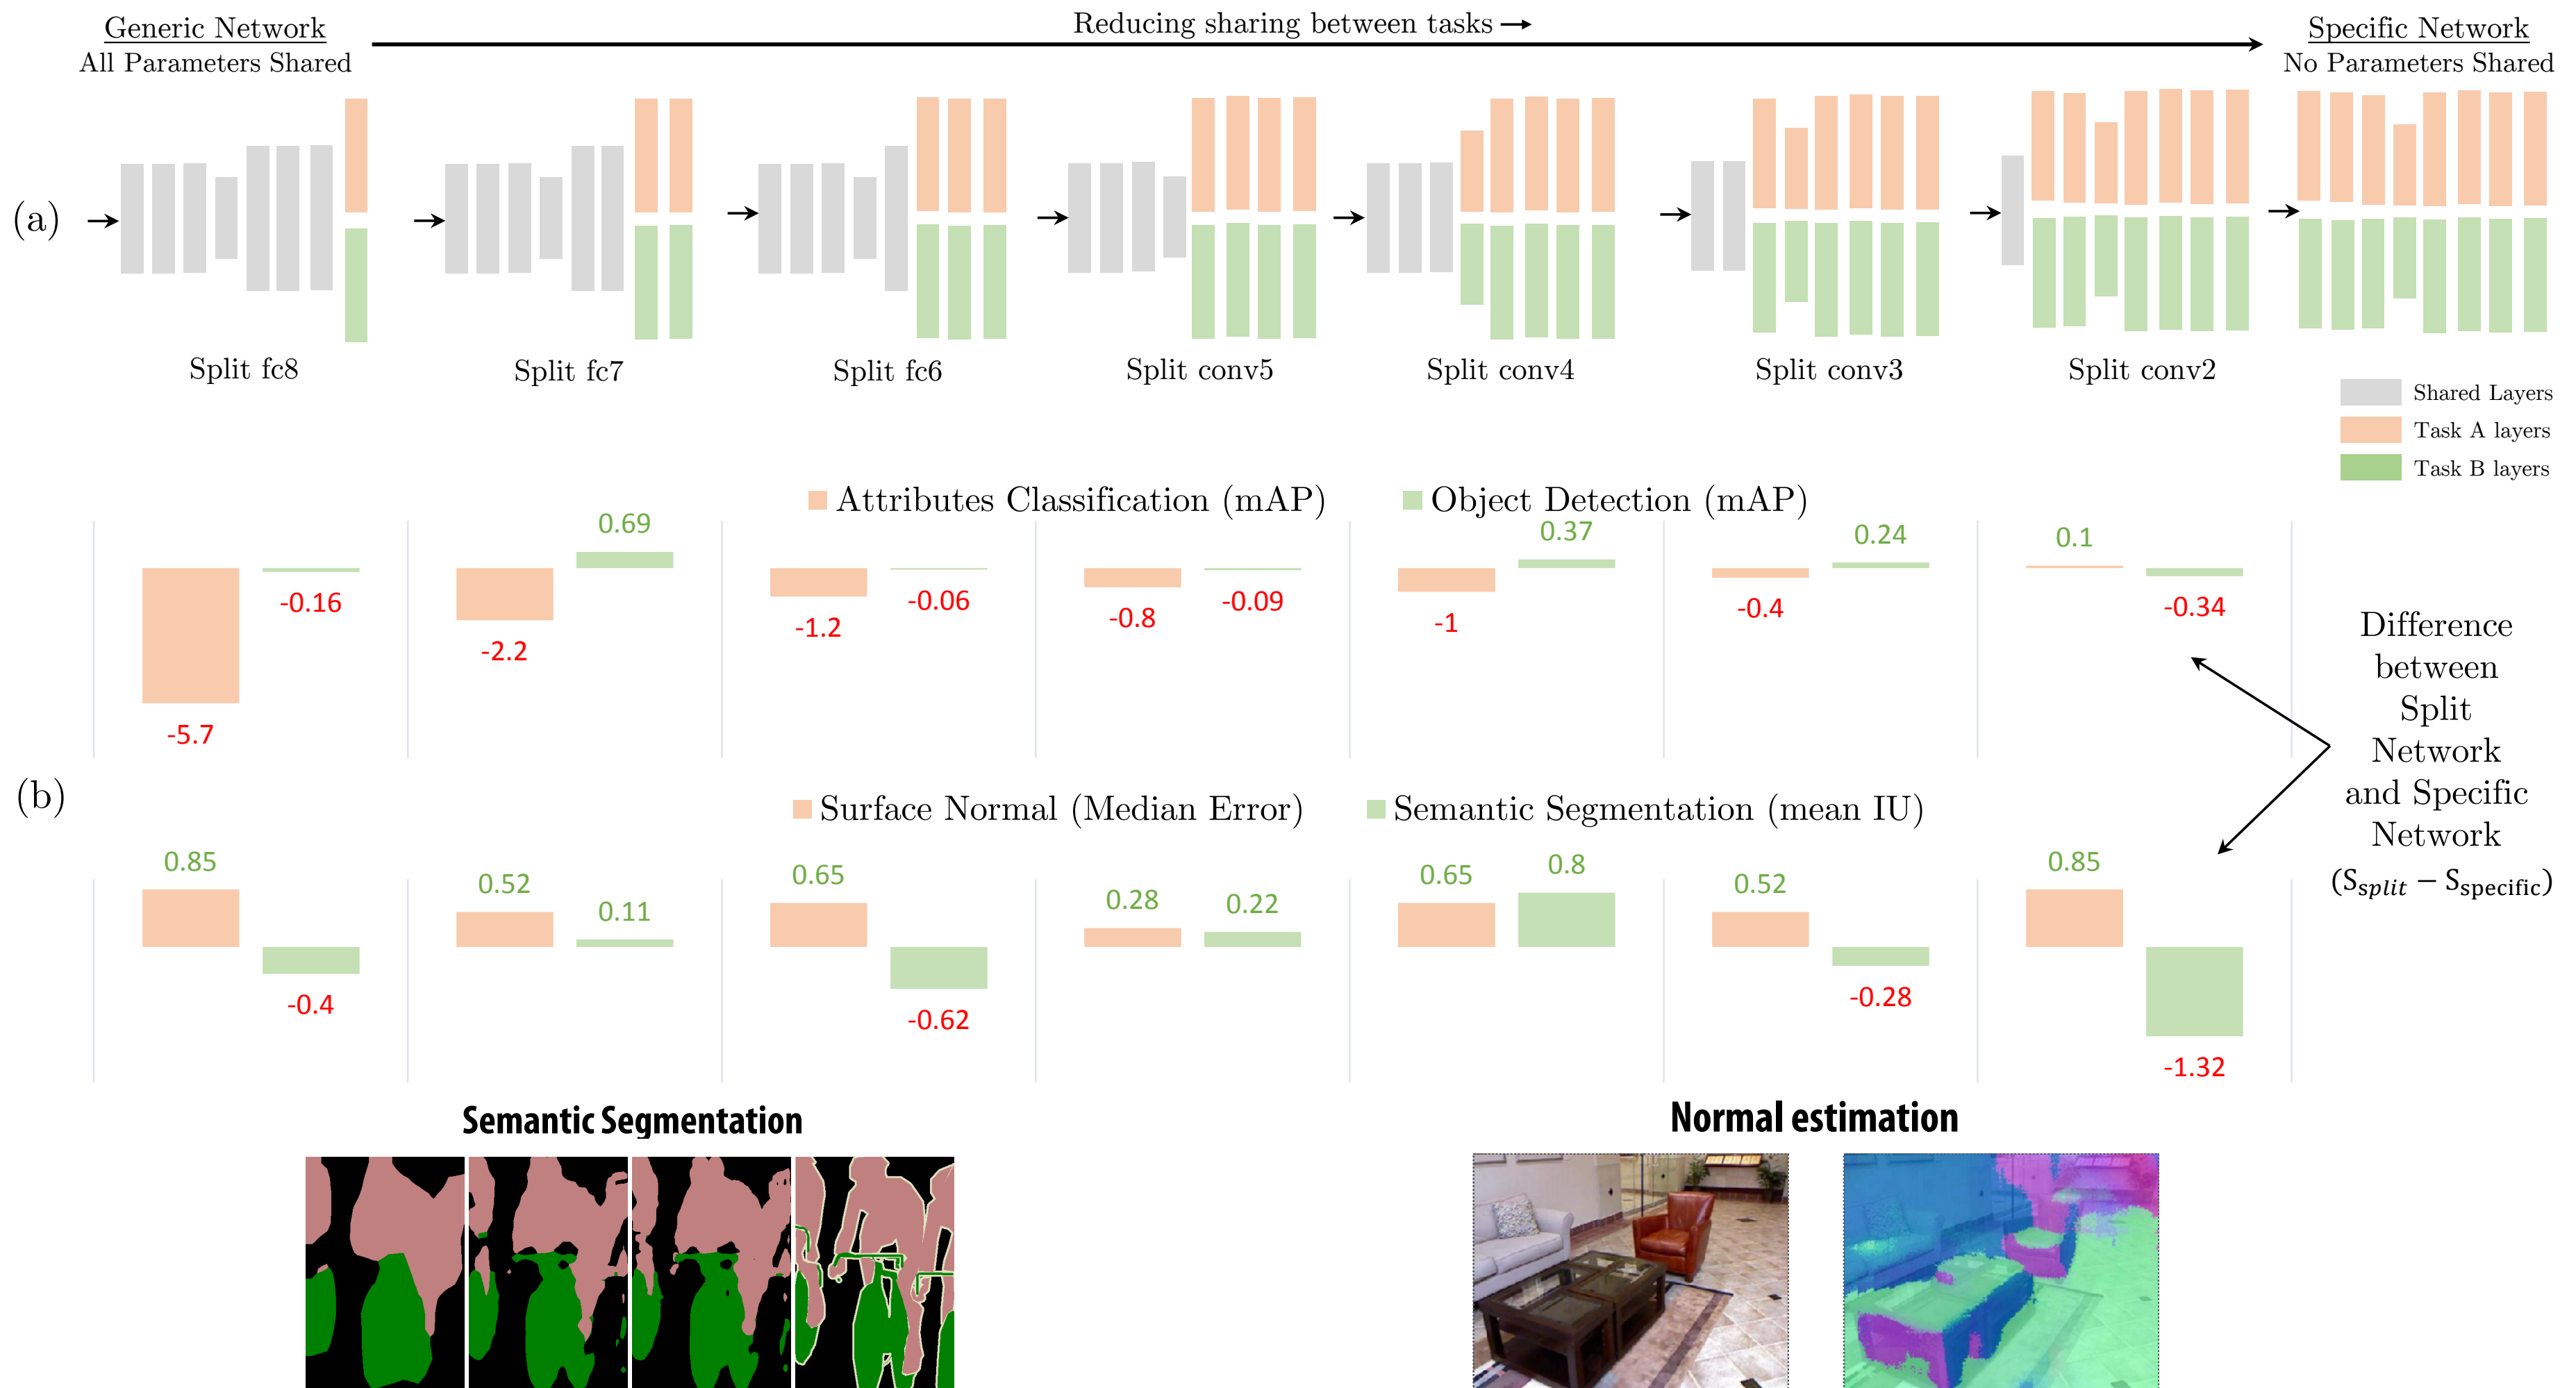 Generic Network
All Parameters Shared
Reducing sharing between tasks →
Specific Network
No Parameters Shared
(a)
Split fc8
Split fc7
Split fc6
Split conv5
Split conv4
Split conv3
Split conv2
Shared Layers
Task A layers
Task B layers
Attributes Classification (mAP)
Object Detection (mAP)
-5.7
-0.16
-2.2
0.69
-1.2
-0.06
-0.8
-0.09
-1
0.37
-0.4
0.24
0.1
-0.34
(b)
Difference
between
Split
Network
and Specific
Network
(Ssplit − Sspecific)
Surface Normal (Median Error)
Semantic Segmentation (mean IU)
0.85
-0.4
0.52
0.11
0.65
-0.62
0.28
0.22
0.65
0.8
0.52
-0.28
0.85
-1.32
Semantic Segmentation
Normal estimation